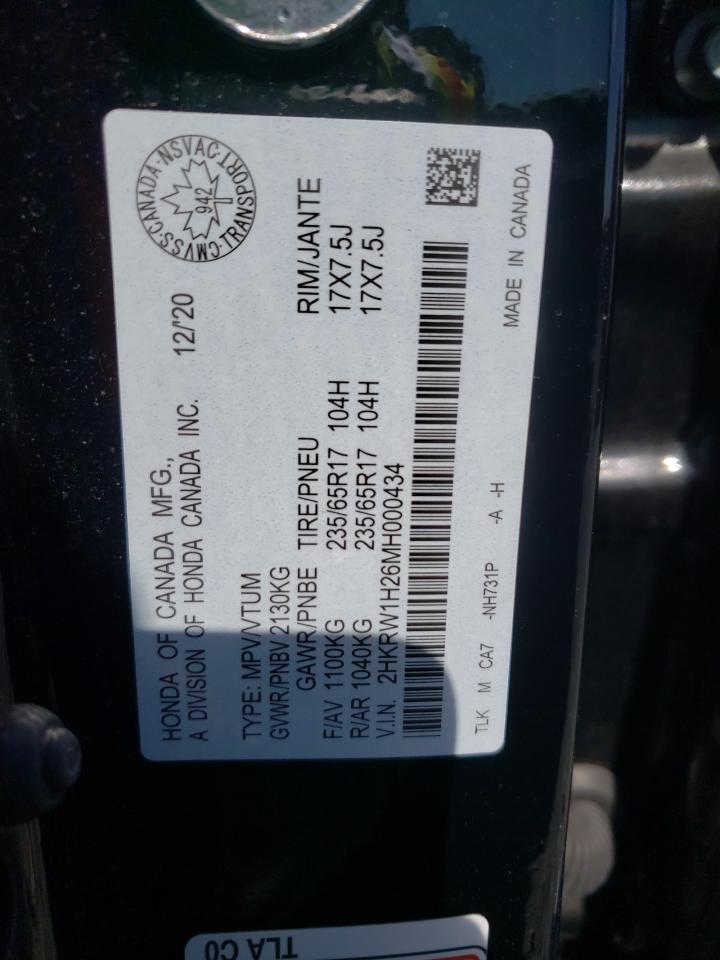 HONDA OF CANADA MFG.,
A DIVISION OF HONDA CANADA INC. 12/'20
CMVSS·CANADA·NSVAC·TRANSPORT·
942
TYPE: MPV/VTUM
GVWR/PNBV 2130KG
GAWR/PNBE TIRE/PNEU RIM/JANTE
F/AV 1100KG 235/65R17 104H 17X7.5J
R/AR 1040KG 235/65R17 104H 17X7.5J
V.I.N. 2HKRW1H26MH000434
TLK M CA7 -NH731P -A -H MADE IN CANADA
TLA C0